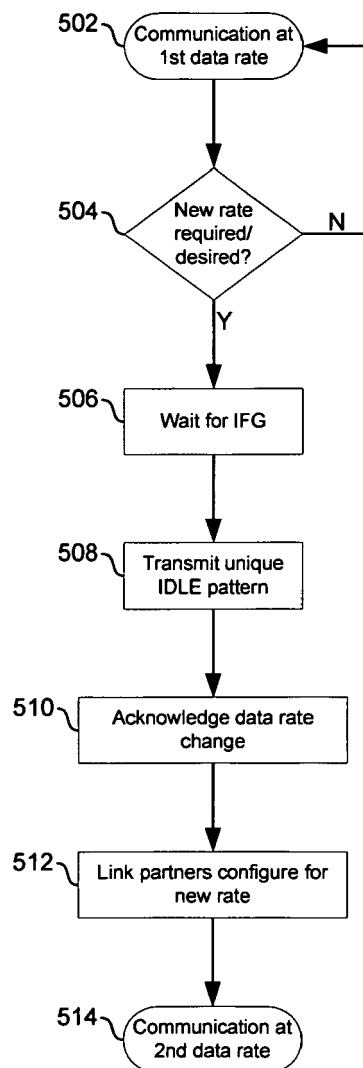 502
Communication at
1st data rate
504
New rate
required/
desired?
N
Y
506
Wait for IFG
508
Transmit unique
IDLE pattern
510
Acknowledge data rate
change
512
Link partners configure for
new rate
514
Communication at
2nd data rate